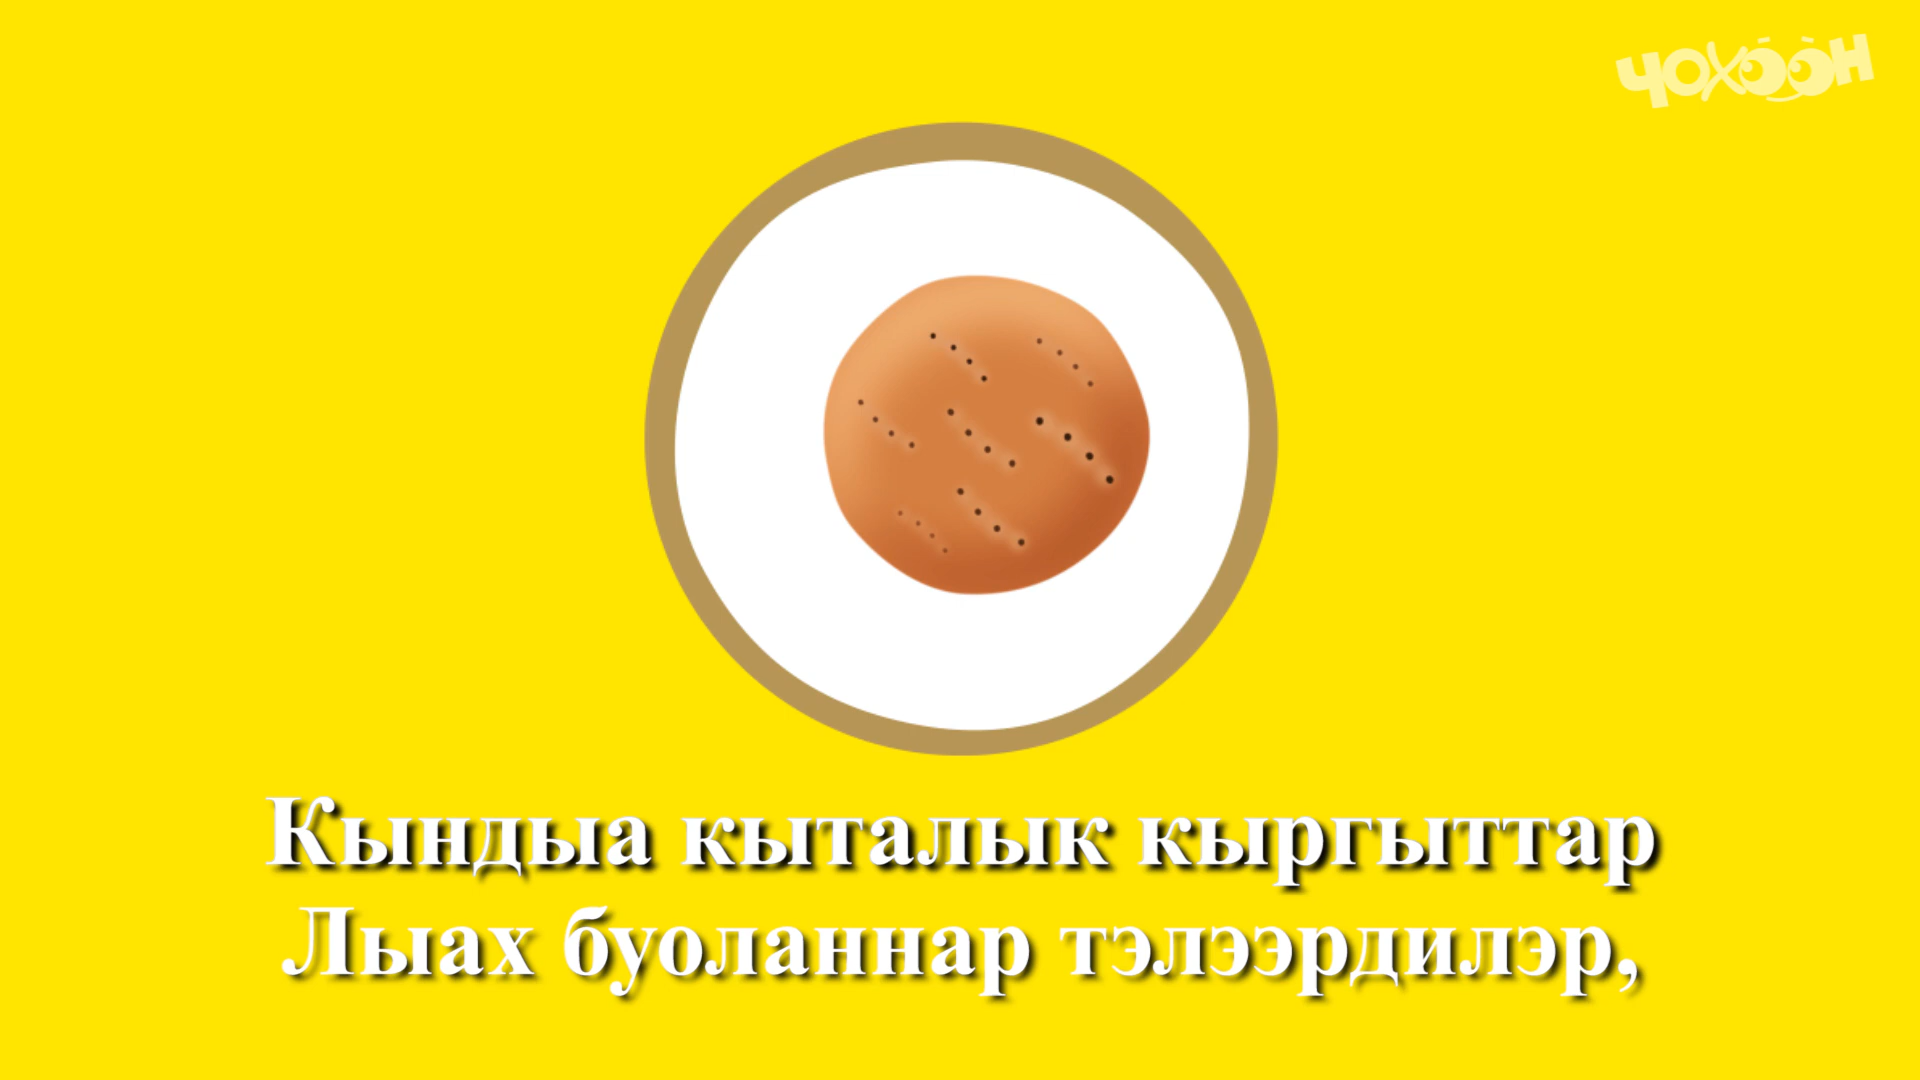 чохоон
Кындыа кыталык кыргыттар
Лыах буоланнар тэлээрдилэр,